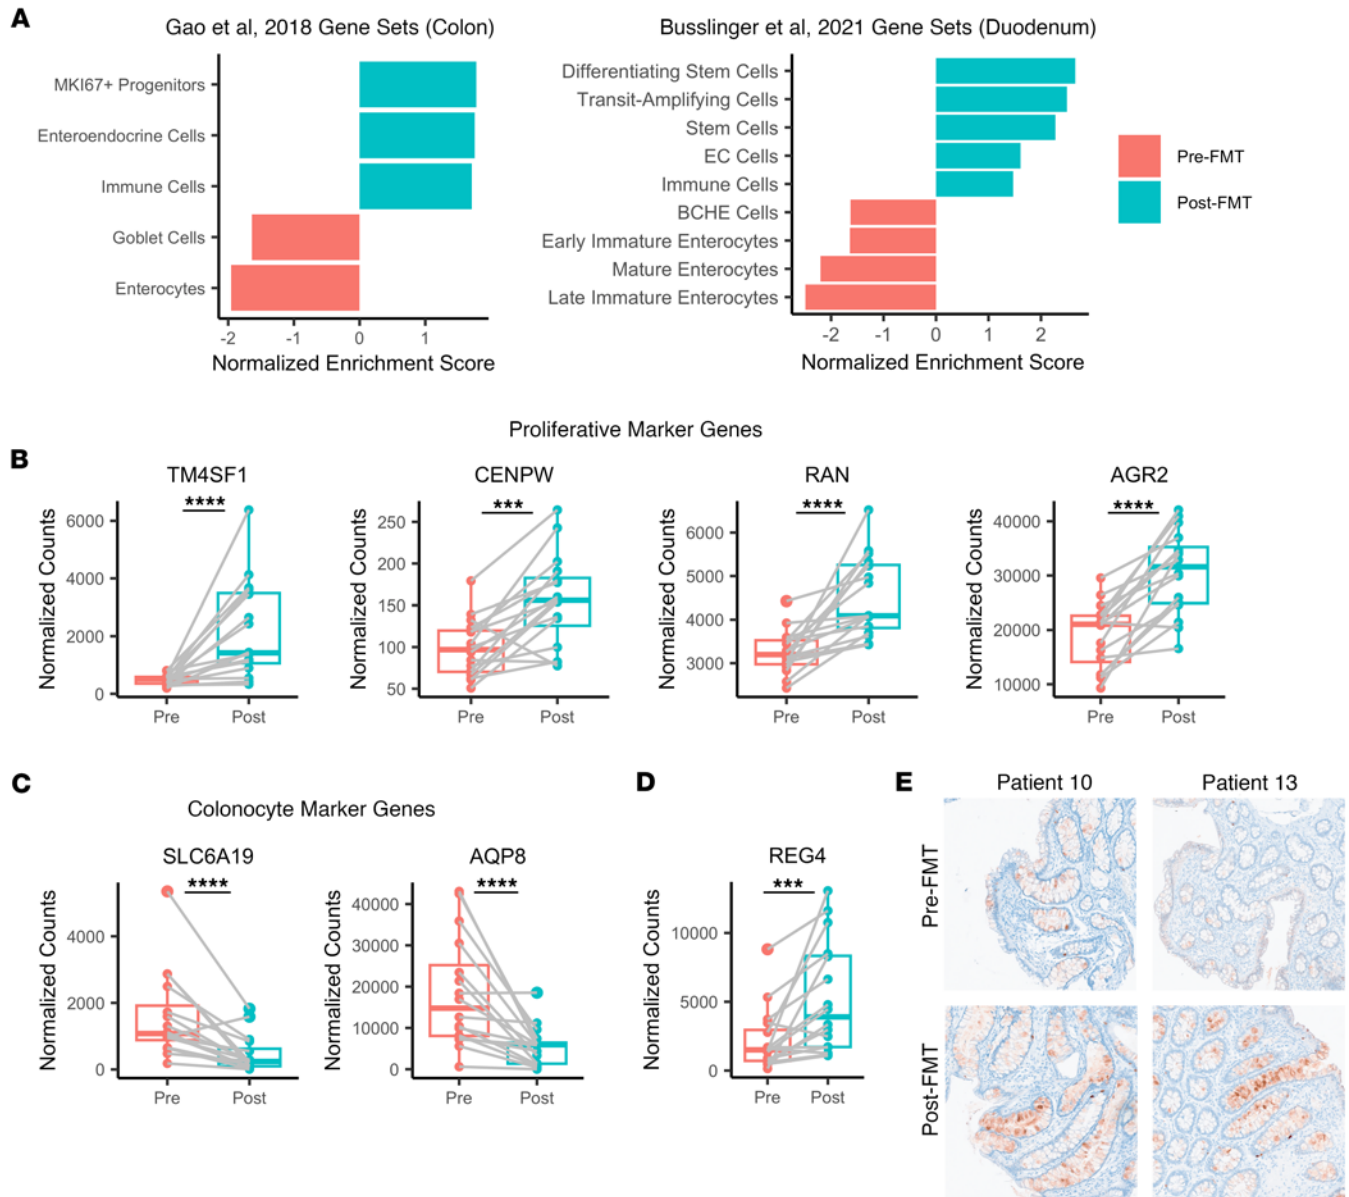 A
Gao et al, 2018 Gene Sets (Colon)
MKI67+ Progenitors
Enteroendocrine Cells
Immune Cells
Goblet Cells
Enterocytes
-2 -1 0 1
Normalized Enrichment Score
Busslinger et al, 2021 Gene Sets (Duodenum)
Differentiating Stem Cells
Transit-Amplifying Cells
Stem Cells
EC Cells
Immune Cells
BCHE Cells
Early Immature Enterocytes
Mature Enterocytes
Late Immature Enterocytes
-2 -1 0 1 2
Normalized Enrichment Score
Pre-FMT
Post-FMT
B
Proliferative Marker Genes
TM4SF1
****
Normalized Counts
6000
4000
2000
0
Pre Post
CENPW
***
Normalized Counts
250
200
150
100
50
Pre Post
RAN
****
Normalized Counts
6000
5000
4000
3000
Pre Post
AGR2
****
Normalized Counts
40000
30000
20000
10000
Pre Post
C
Colonocyte Marker Genes
SLC6A19
****
Normalized Counts
4000
2000
0
Pre Post
AQP8
****
Normalized Counts
40000
30000
20000
10000
0
Pre Post
D
REG4
***
Normalized Counts
10000
5000
0
Pre Post
E
Patient 10 Patient 13
Pre-FMT
Post-FMT